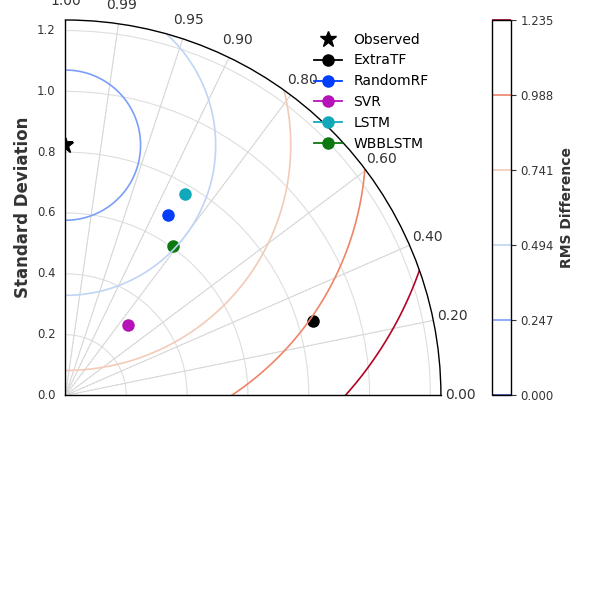 1.00
0.99
0.95
0.90
0.80
0.60
0.40
0.20
0.00
1.2
1.0
0.8
0.6
0.4
0.2
0.0
Standard Deviation
Observed
ExtraTF
RandomRF
SVR
LSTM
WBBLSTM
1.235
0.988
0.741
0.494
0.247
0.000
RMS Difference